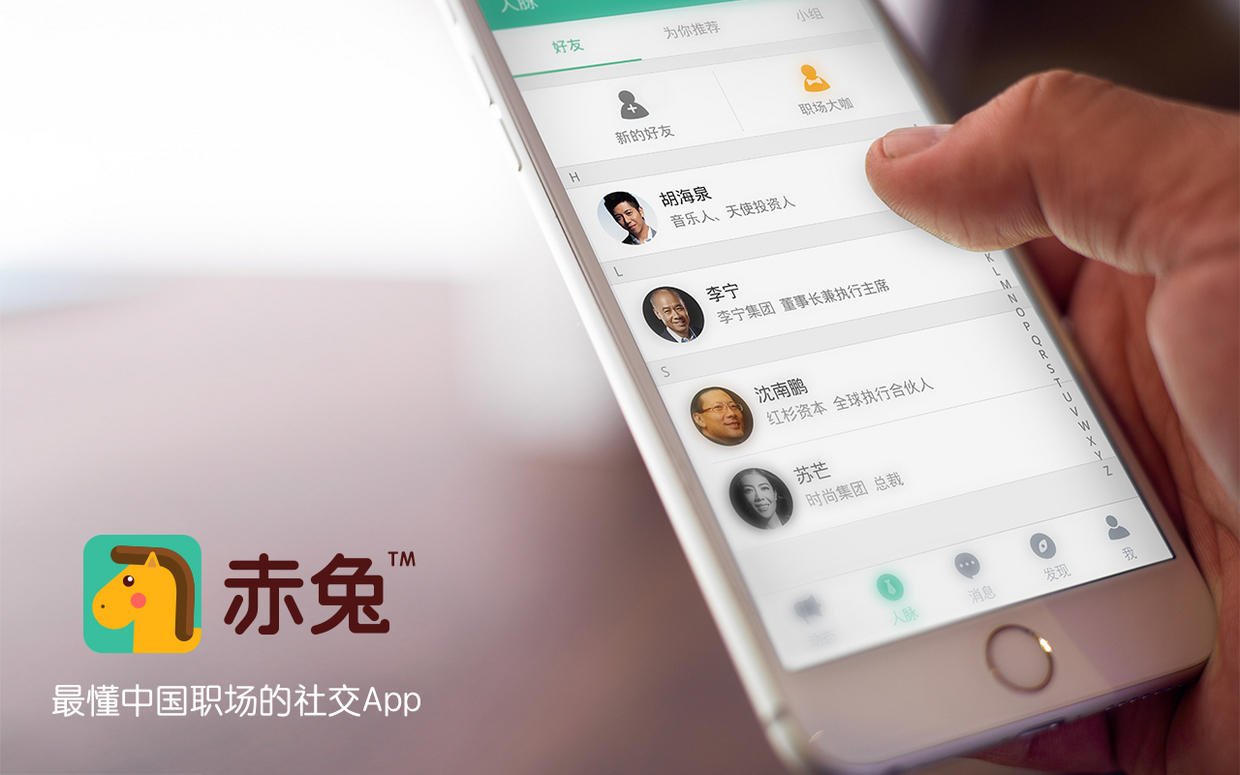 人脉
好友
为你推荐
小组
新的好友
职场大咖
H
胡海泉
音乐人、天使投资人
L
李宁
李宁集团 董事长兼执行主席
S
沈南鹏
红杉资本 全球执行合伙人
苏芒
时尚集团 总裁
K
L
M
N
O
P
Q
R
S
T
U
V
W
X
Y
Z
人脉
消息
发现
我
赤兔™
最懂中国职场的社交App